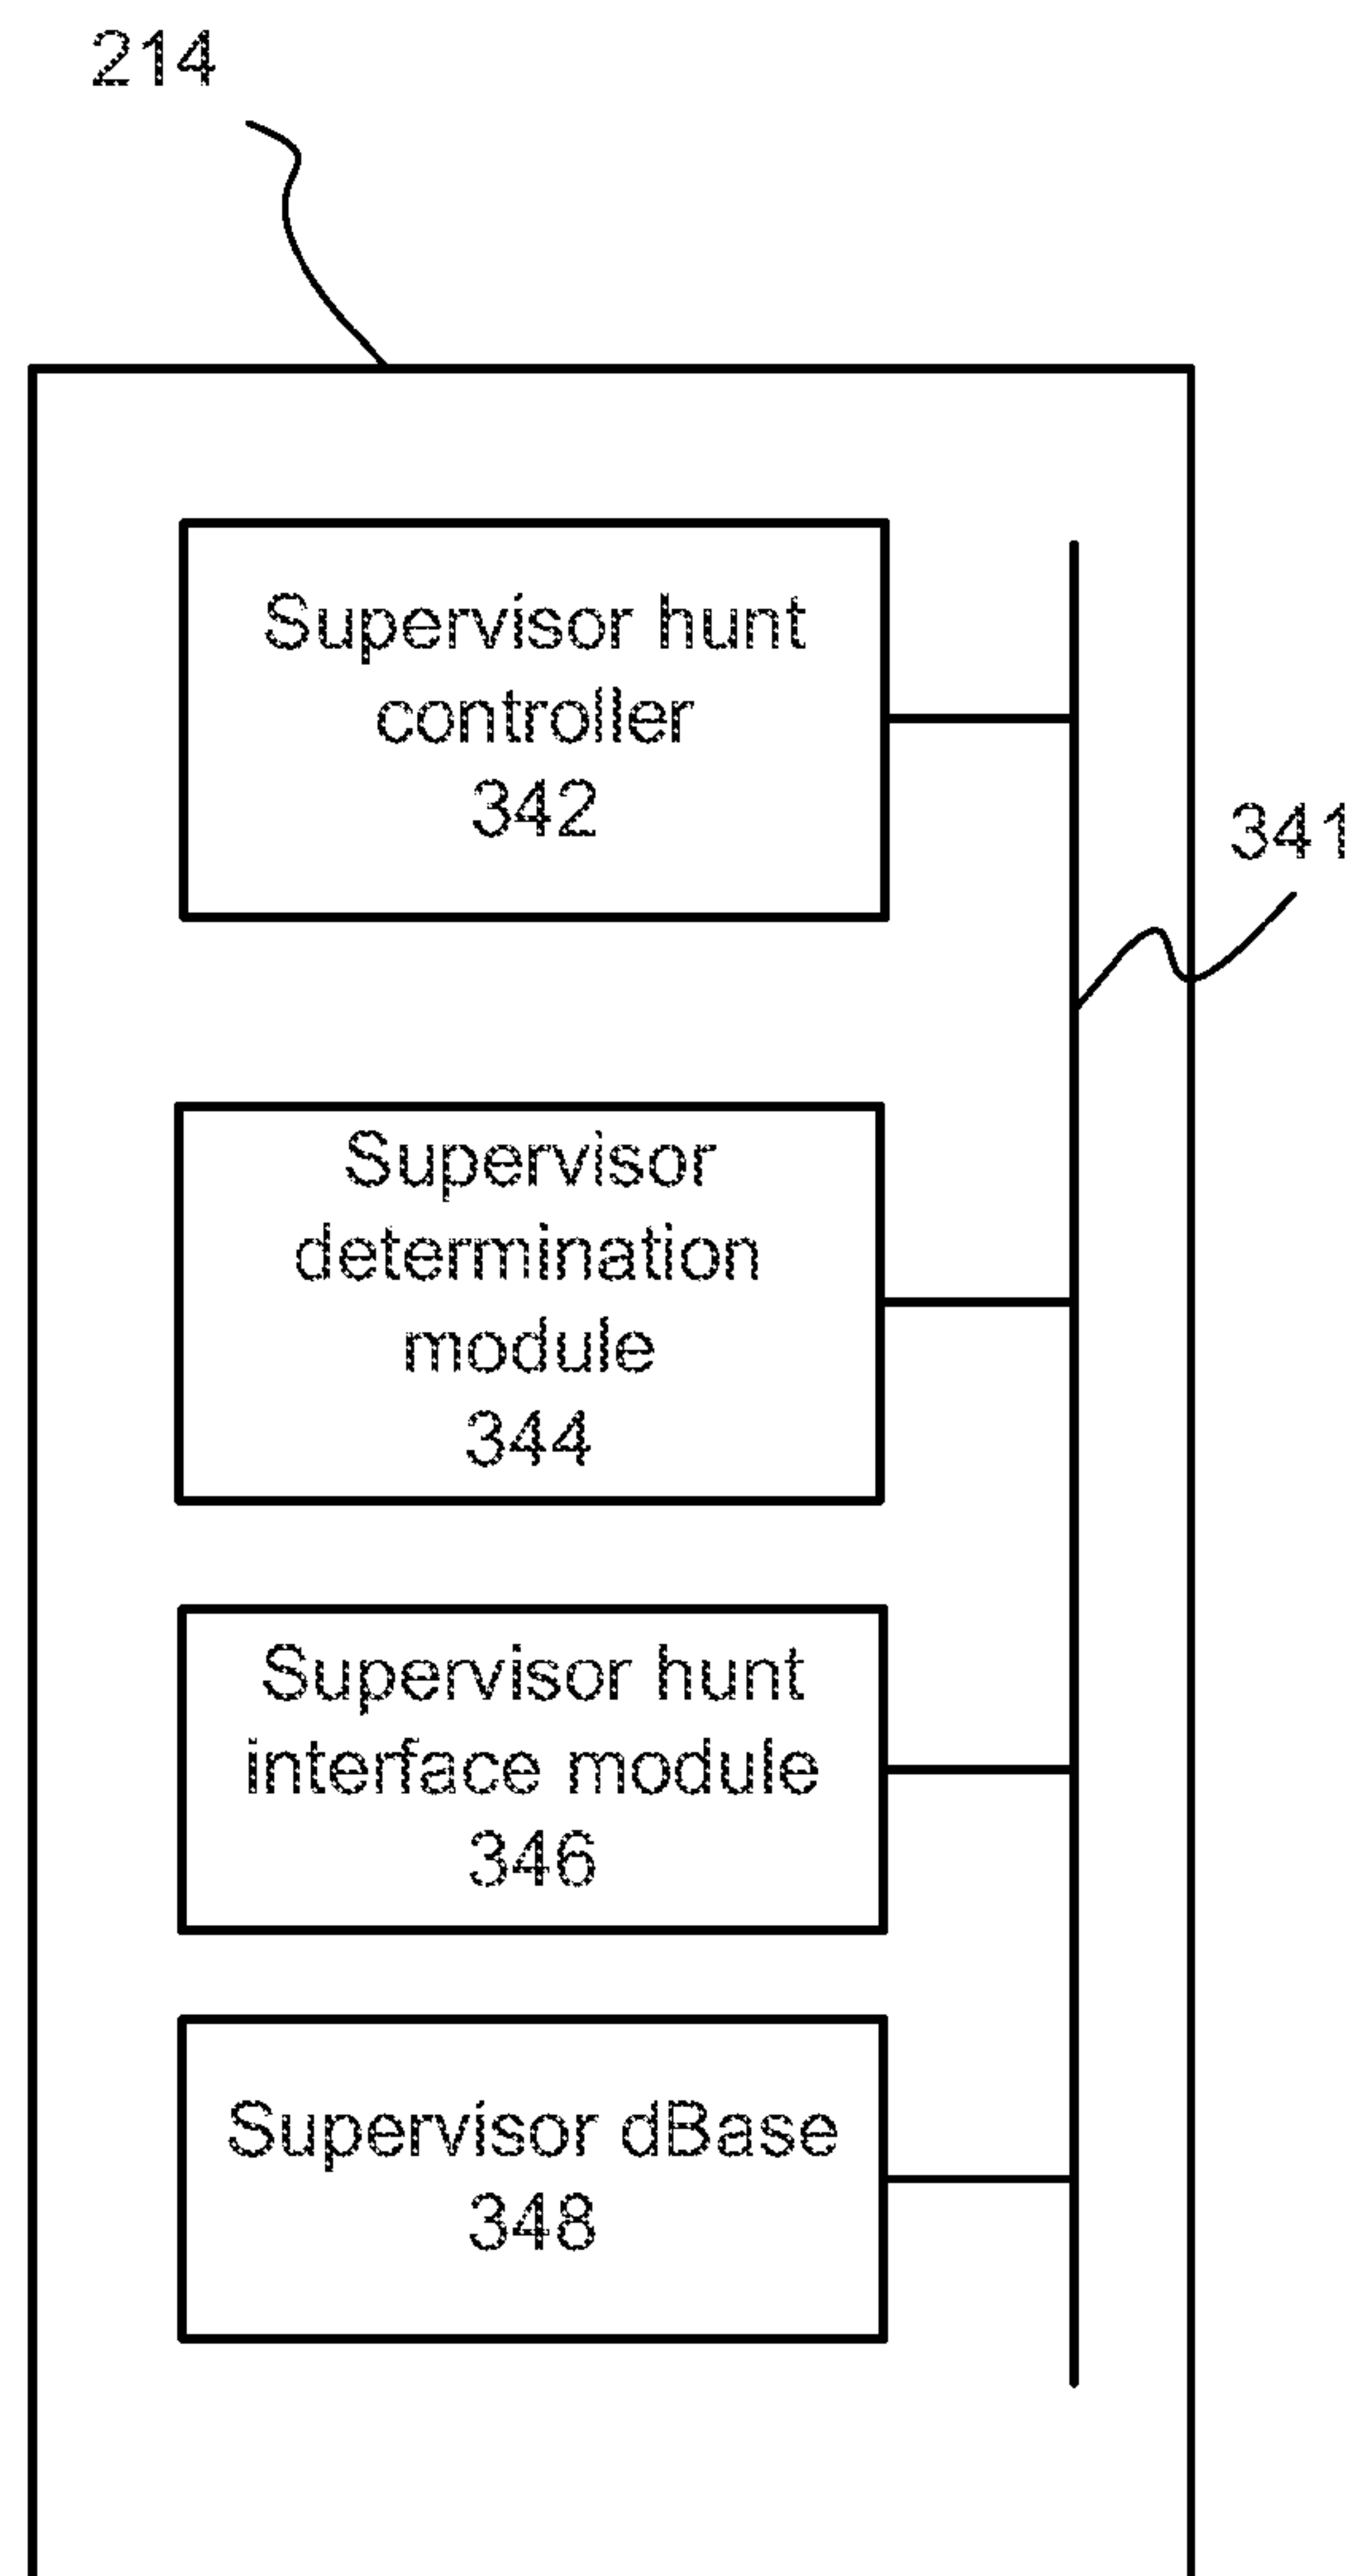 214
Supervisor hunt
controller
342
341
Supervisor
determination
module
344
Supervisor hunt
interface module
346
Supervisor dBase
348